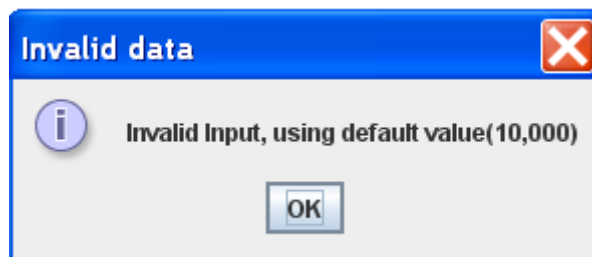 Invalid data
Invalid Input, using default value(10,000)
OK